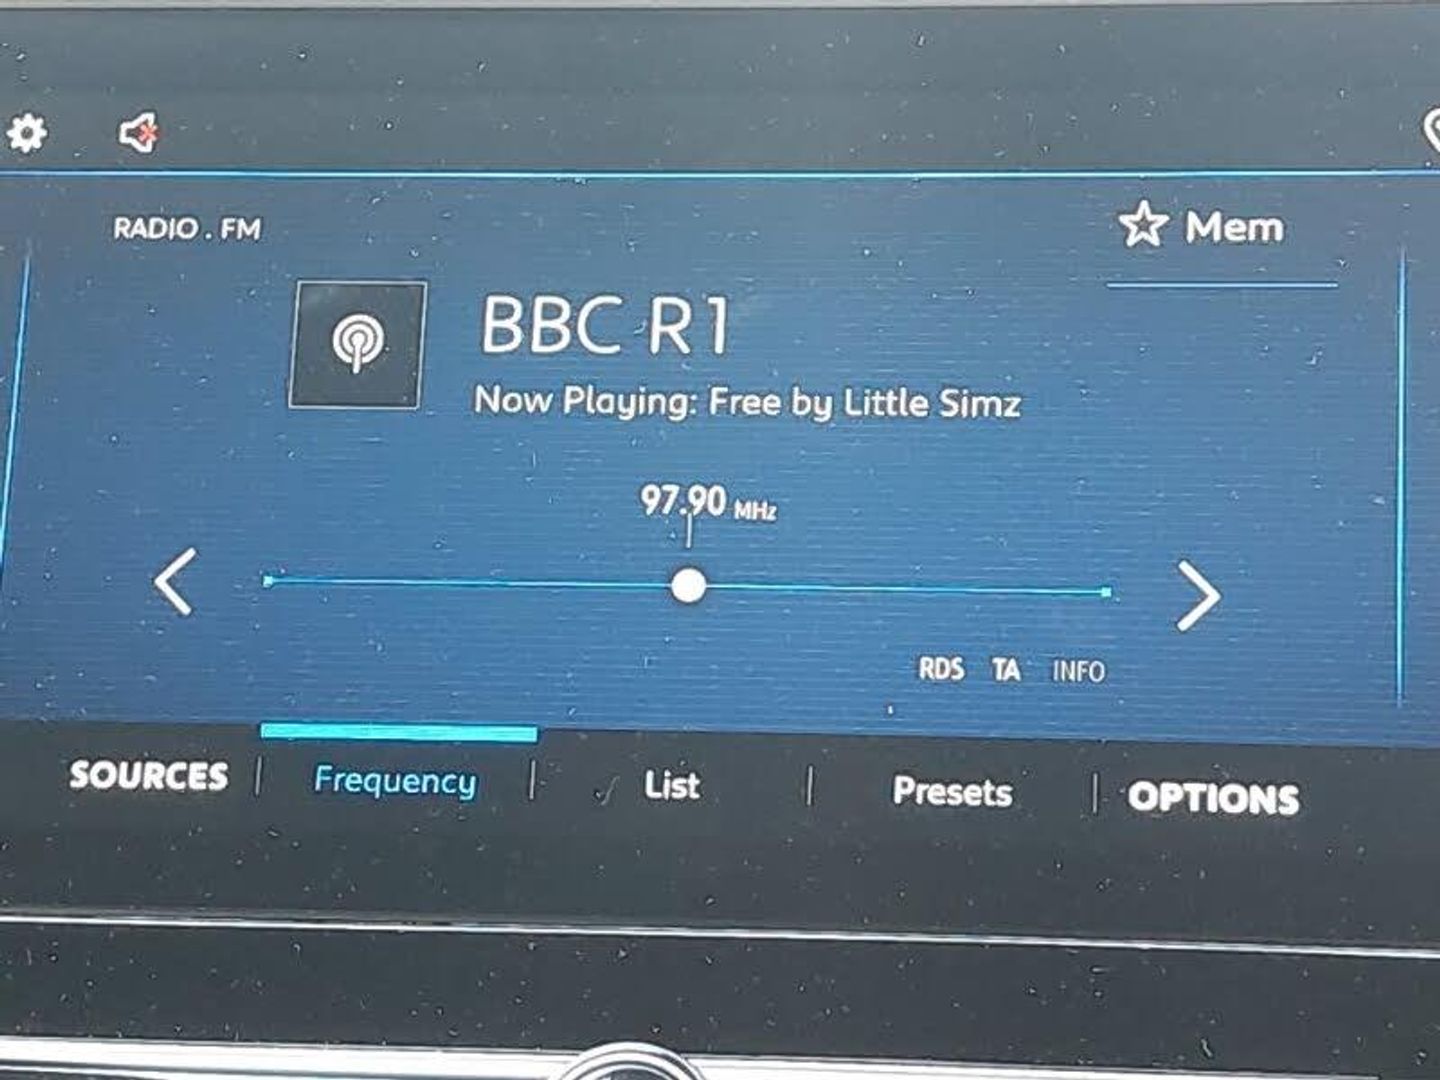 RADIO . FM
Mem
BBC R1
Now Playing: Free by Little Simz
97.90 MHz
RDS TA INFO
SOURCES | Frequency | List | Presets | OPTIONS